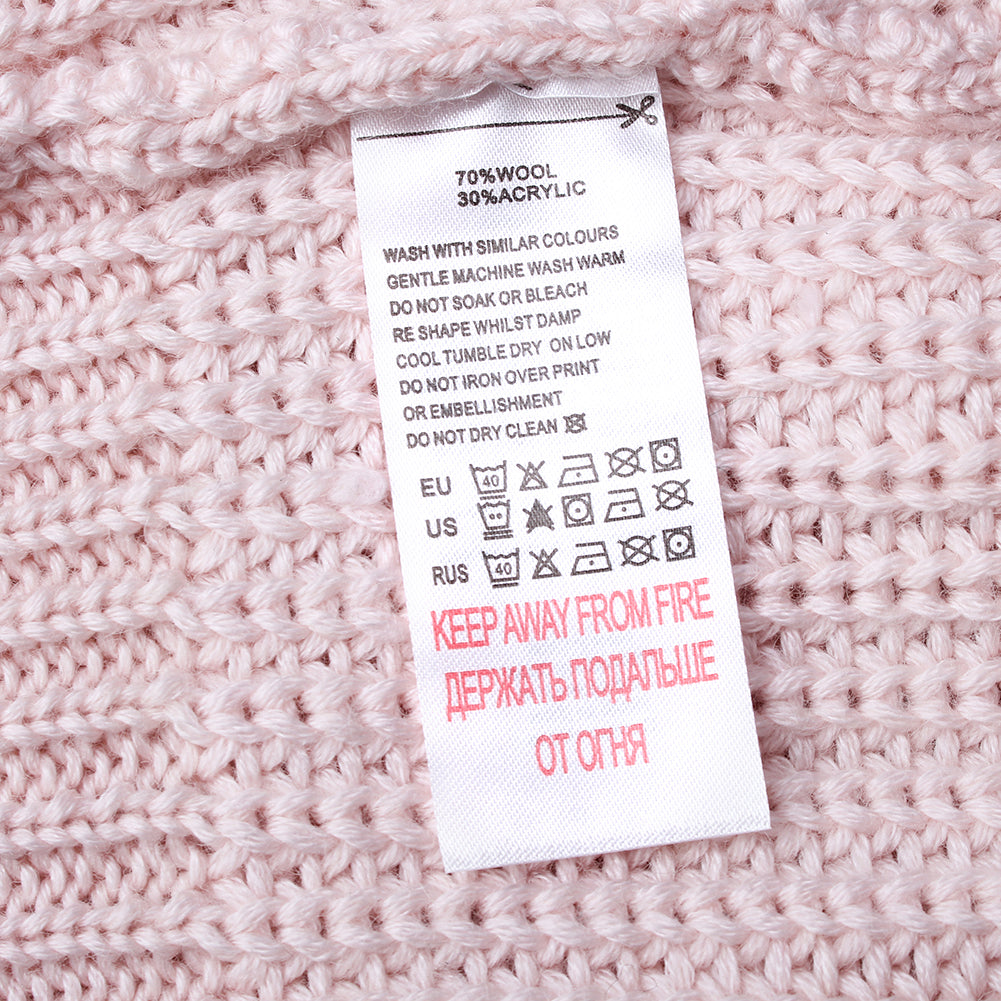 70%WOOL
30%ACRYLIC
WASH WITH SIMILAR COLOURS
GENTLE MACHINE WASH WARM
DO NOT SOAK OR BLEACH
RE SHAPE WHILST DAMP
COOL TUMBLE DRY ON LOW
DO NOT IRON OVER PRINT
OR EMBELLISHMENT
DO NOT DRY CLEAN
EU 40
US
RUS 40
KEEP AWAY FROM FIRE
ДЕРЖАТЬ ПОДАЛЬШЕ
ОТ ОГНЯ